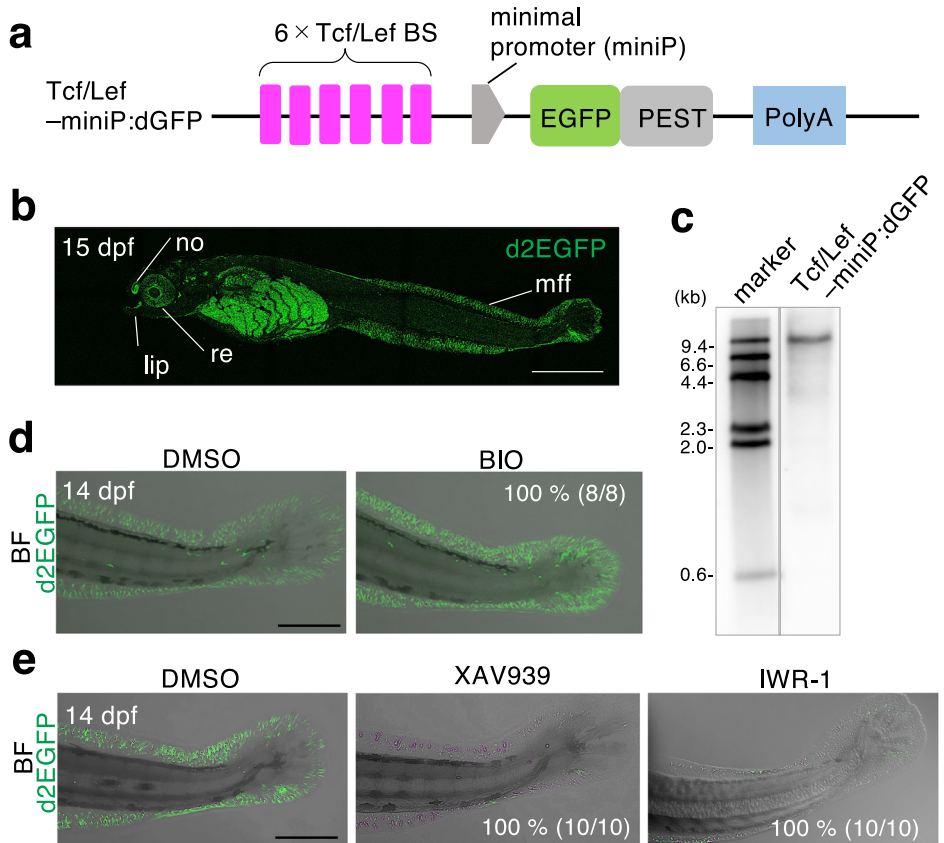 a
6 × Tcf/Lef BS
minimal
promoter (miniP)
Tcf/Lef
–miniP:dGFP
EGFP
PEST
PolyA
b
15 dpf
no
d2EGFP
mff
lip
re
c
(kb)
marker
Tcf/Lef
–miniP:dGFP
9.4-
6.6-
4.4-
2.3-
2.0-
0.6-
d
DMSO
BIO
BF
d2EGFP
14 dpf
100 % (8/8)
e
DMSO
XAV939
IWR-1
BF
d2EGFP
14 dpf
100 % (10/10)
100 % (10/10)